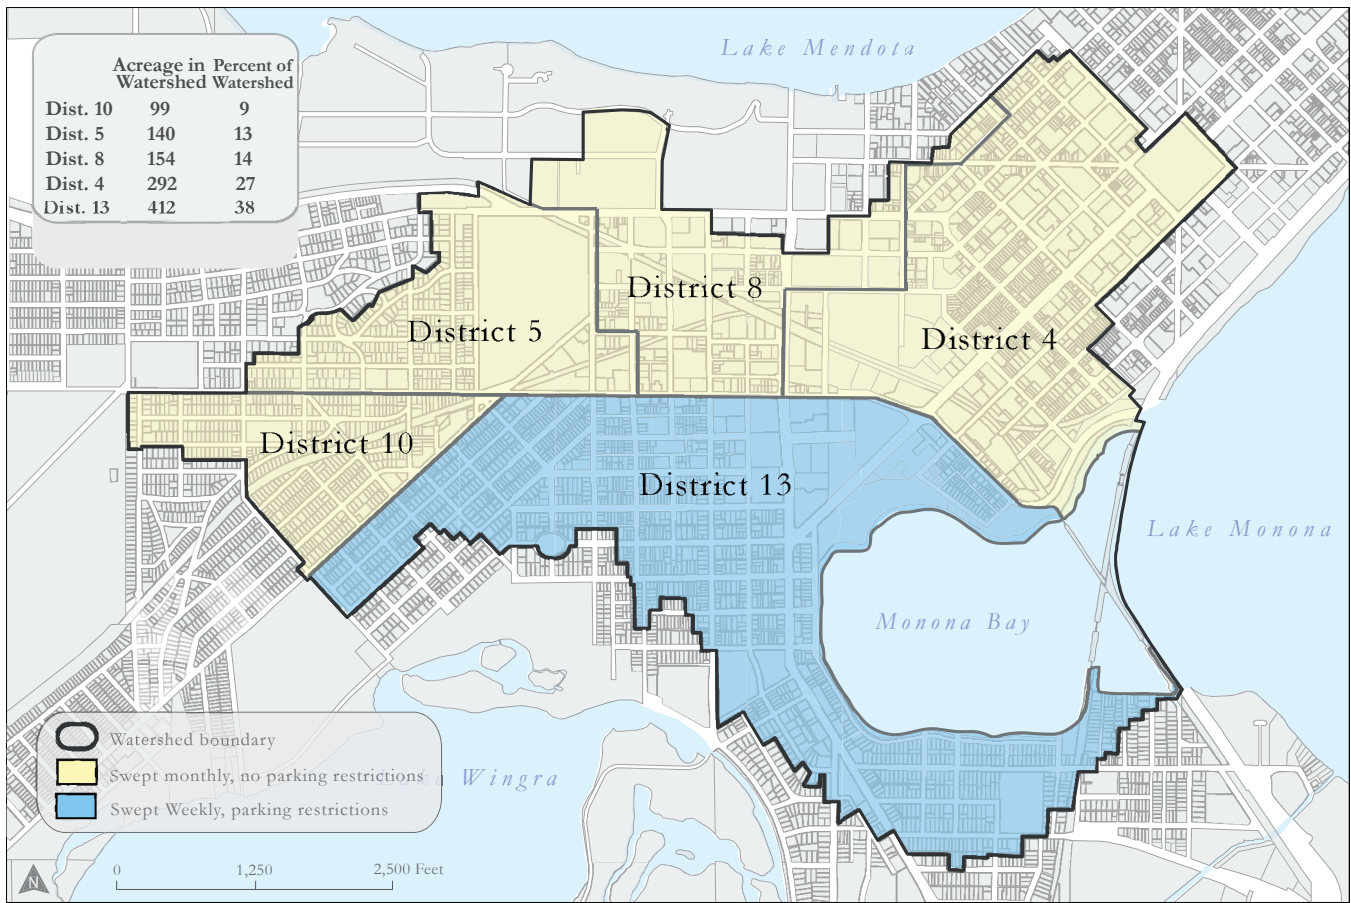 Lake Mendota
Acreage in Percent of
Watershed Watershed
Dist. 10 99 9
Dist. 5 140 13
Dist. 8 154 14
Dist. 4 292 27
Dist. 13 412 38
District 8
District 5
District 4
District 10
District 13
Lake Monona
Monona Bay
Watershed boundary
Swept monthly, no parking restrictions
Wingra
Swept Weekly, parking restrictions
0 1,250 2,500 Feet
N